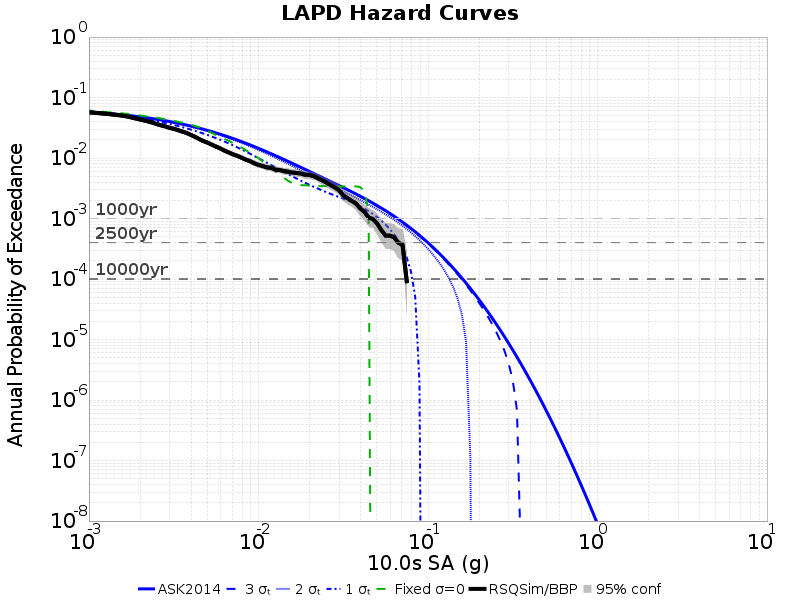 LAPD Hazard Curves
Annual Probability of Exceedance
10^0
10^-1
10^-2
10^-3
10^-4
10^-5
10^-6
10^-7
10^-8
1000yr
2500yr
10000yr
10^-3 10^-2 10^-1 10^0 10^1
10.0s SA (g)
ASK2014 3 σₜ 2 σₜ 1 σₜ Fixed σ=0 RSQSim/BBP 95% conf